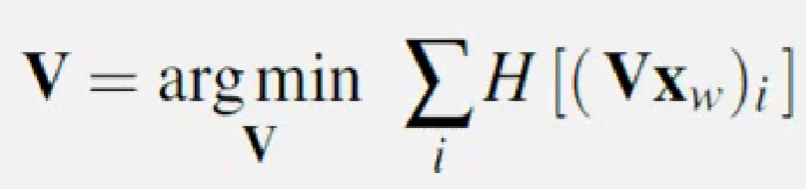 V = arg min ∑ H [( Vx_w)_i ]
V i